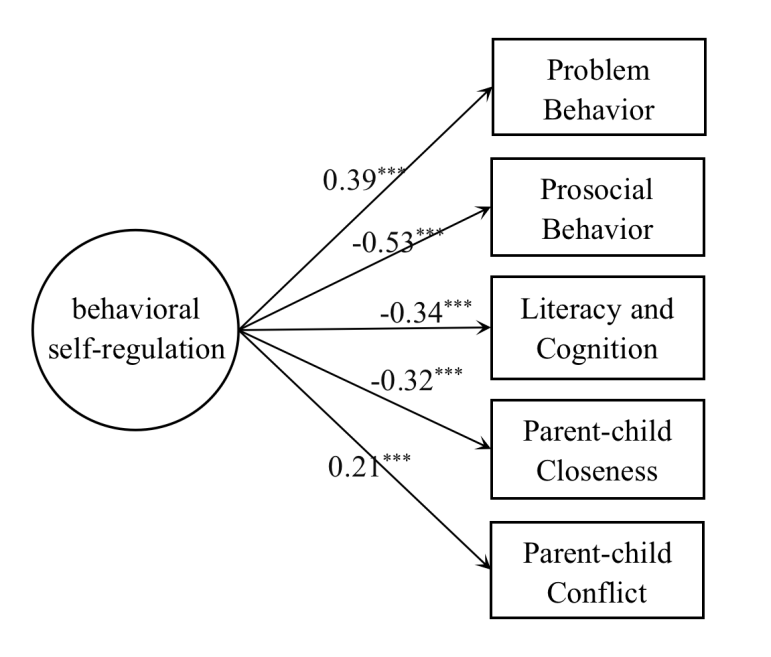 Problem
Behavior
0.39***
Prosocial
Behavior
-0.53***
behavioral
self-regulation
-0.34***
Literacy and
Cognition
-0.32***
Parent-child
Closeness
0.21***
Parent-child
Conflict